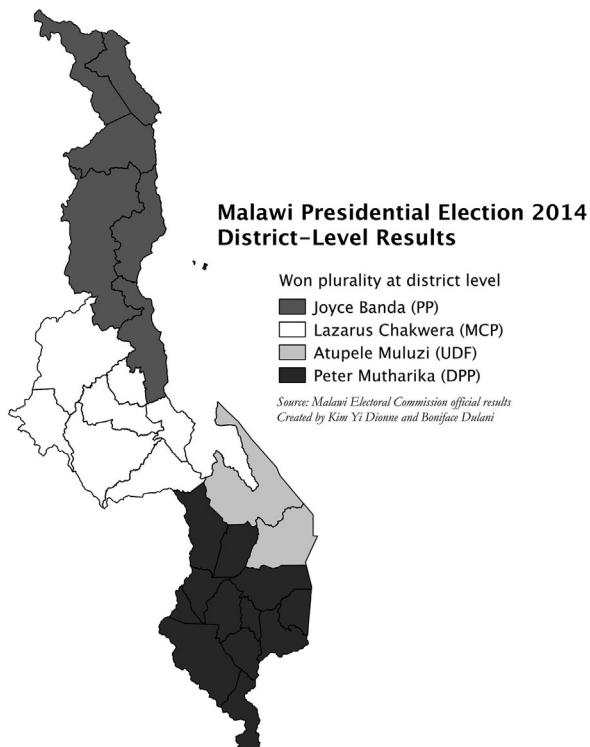 Malawi Presidential Election 2014
District-Level Results
Won plurality at district level
Joyce Banda (PP)
Lazarus Chakwera (MCP)
Atupele Muluzi (UDF)
Peter Mutharika (DPP)
Source: Malawi Electoral Commission official results
Created by Kim Yi Dionne and Boniface Dulani